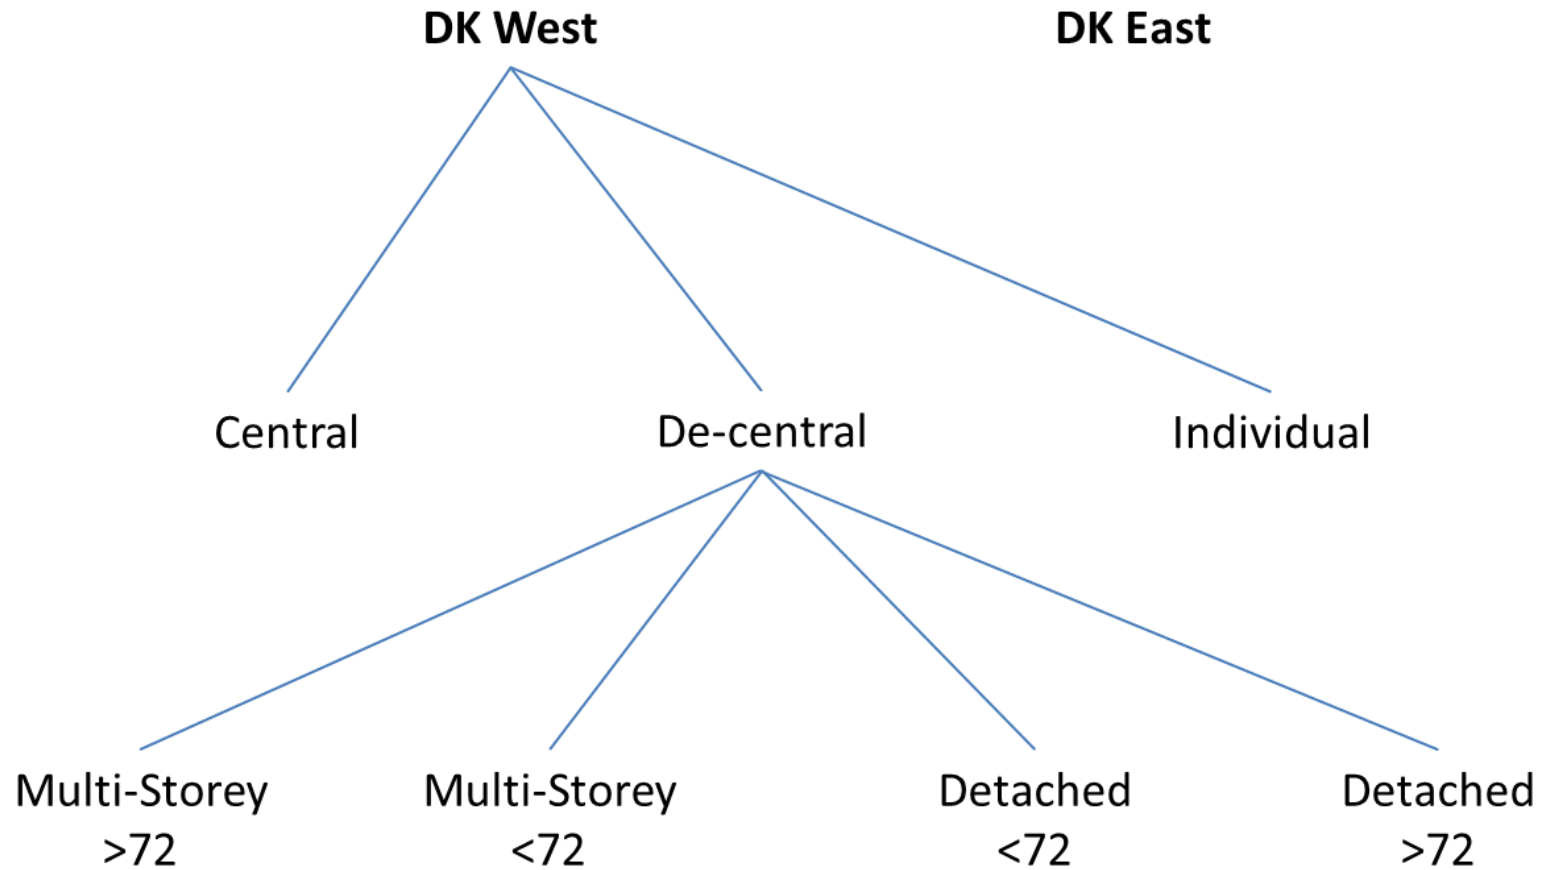 DK West
DK East
Central
De-central
Individual
Multi-Storey
>72
Multi-Storey
<72
Detached
<72
Detached
>72